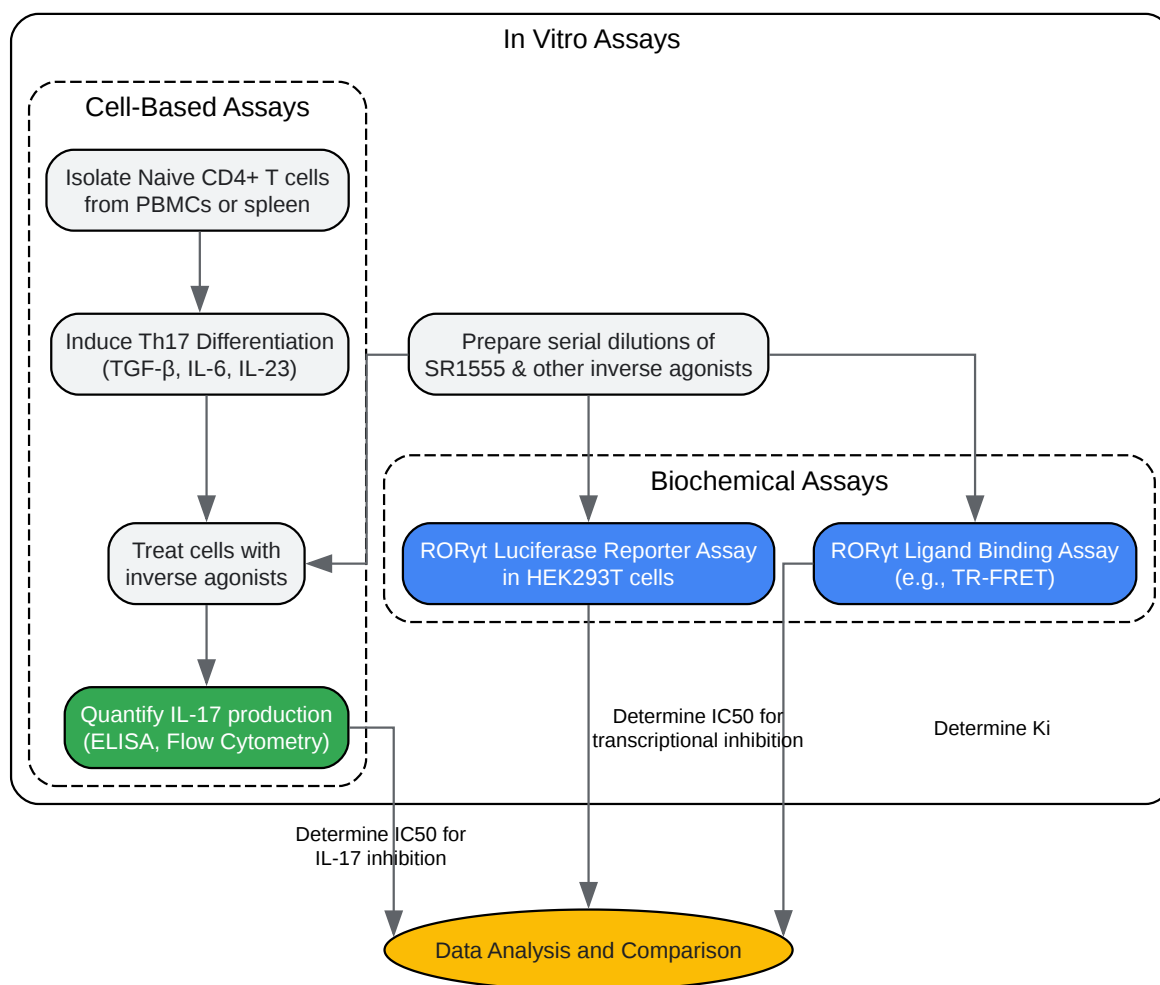 In Vitro Assays
Cell-Based Assays
Isolate Naive CD4+ T cells
from PBMCs or spleen
Induce Th17 Differentiation
(TGF-β, IL-6, IL-23)
Prepare serial dilutions of
SR1555 & other inverse agonists
Biochemical Assays
Treat cells with
inverse agonists
RORγt Luciferase Reporter Assay
in HEK293T cells
RORγt Ligand Binding Assay
(e.g., TR-FRET)
Quantify IL-17 production
(ELISA, Flow Cytometry)
Determine IC50 for
transcriptional inhibition
Determine Ki
Determine IC50 for
IL-17 inhibition
Data Analysis and Comparison